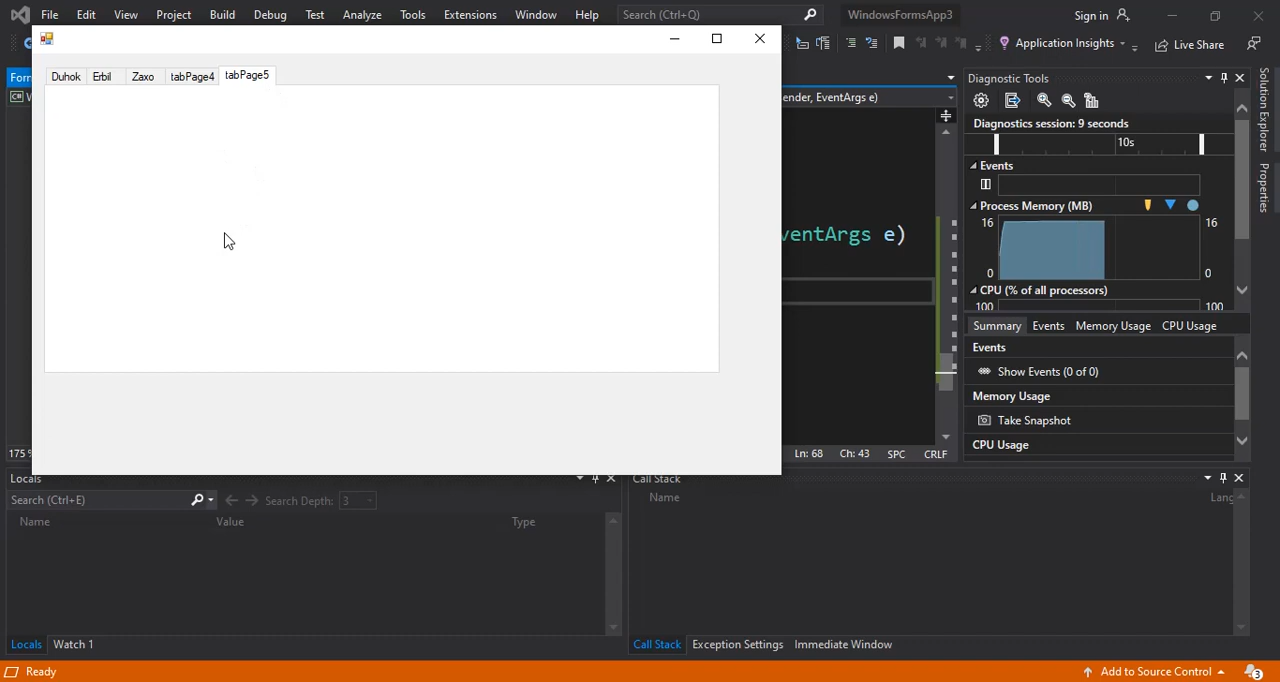 File Edit View Project Build Debug Test Analyze Tools Extensions Window Help Search (Ctrl+Q) WindowsFormsApp3 Sign in
Application Insights Live Share
Duhok Erbil Zaxo tabPage4 tabPage5
ender, EventArgs e)
ventArgs e)
175 %
Ln: 68 Ch: 43 SPC CRLF
Diagnostic Tools
Diagnostics session: 9 seconds
10s
Events
Process Memory (MB)
16 16
0 0
CPU (% of all processors)
100 100
Summary Events Memory Usage CPU Usage
Events
Show Events (0 of 0)
Memory Usage
Take Snapshot
CPU Usage
Solution Explorer
Properties
Locals
Search (Ctrl+E) Search Depth: 3
Name Value Type
Locals Watch 1
Call Stack
Name Lang
Call Stack Exception Settings Immediate Window
Ready Add to Source Control 3